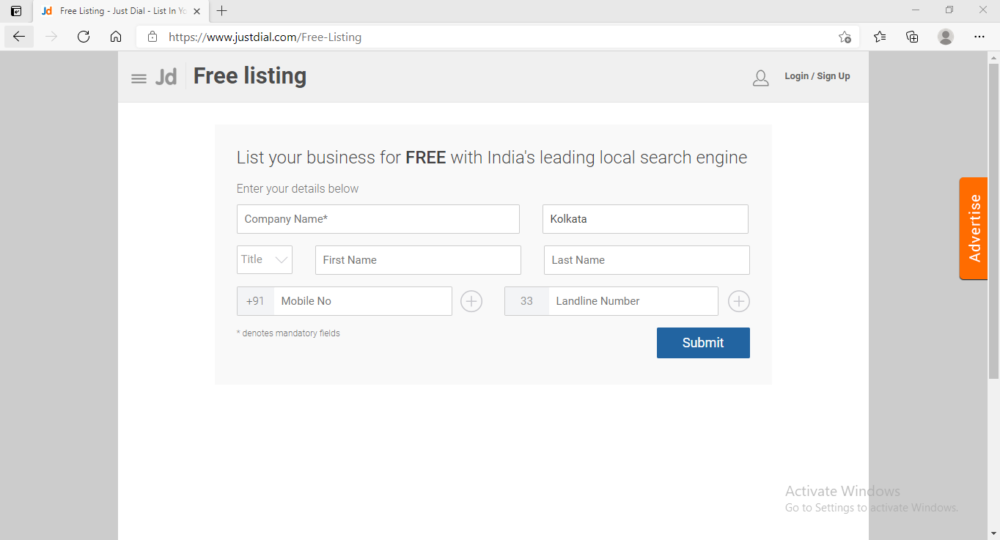 Jd Free Listing - Just Dial - List In Yo
https://www.justdial.com/Free-Listing
Jd Free listing
Login / Sign Up
List your business for FREE with India's leading local search engine
Enter your details below
Company Name*
Kolkata
Title
First Name
Last Name
+91 Mobile No
33 Landline Number
* denotes mandatory fields
Submit
Advertise
Activate Windows
Go to Settings to activate Windows.